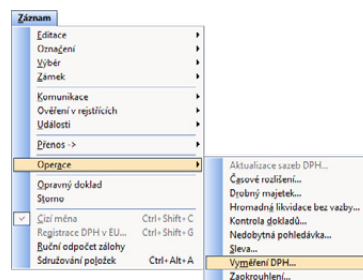 Záznam
Editace
Označení
Výběr
Zámek
Komunikace
Ověření v rejstřících
Události
Přenos ->
Operace
Opravný doklad
Storno
Cizí měna Ctrl+Shift+C
Registrace DPH v EU... Ctrl+Shift+G
Ruční odpočet zálohy
Sdružování položek Ctrl+Alt+A
Aktualizace sazeb DPH...
Časové rozlišení...
Drobný majetek...
Hromadná likvidace bez vazby...
Kontrola dokladů...
Nedobytná pohledávka...
Sleva...
Vyměření DPH...
Zaokrouhlení...